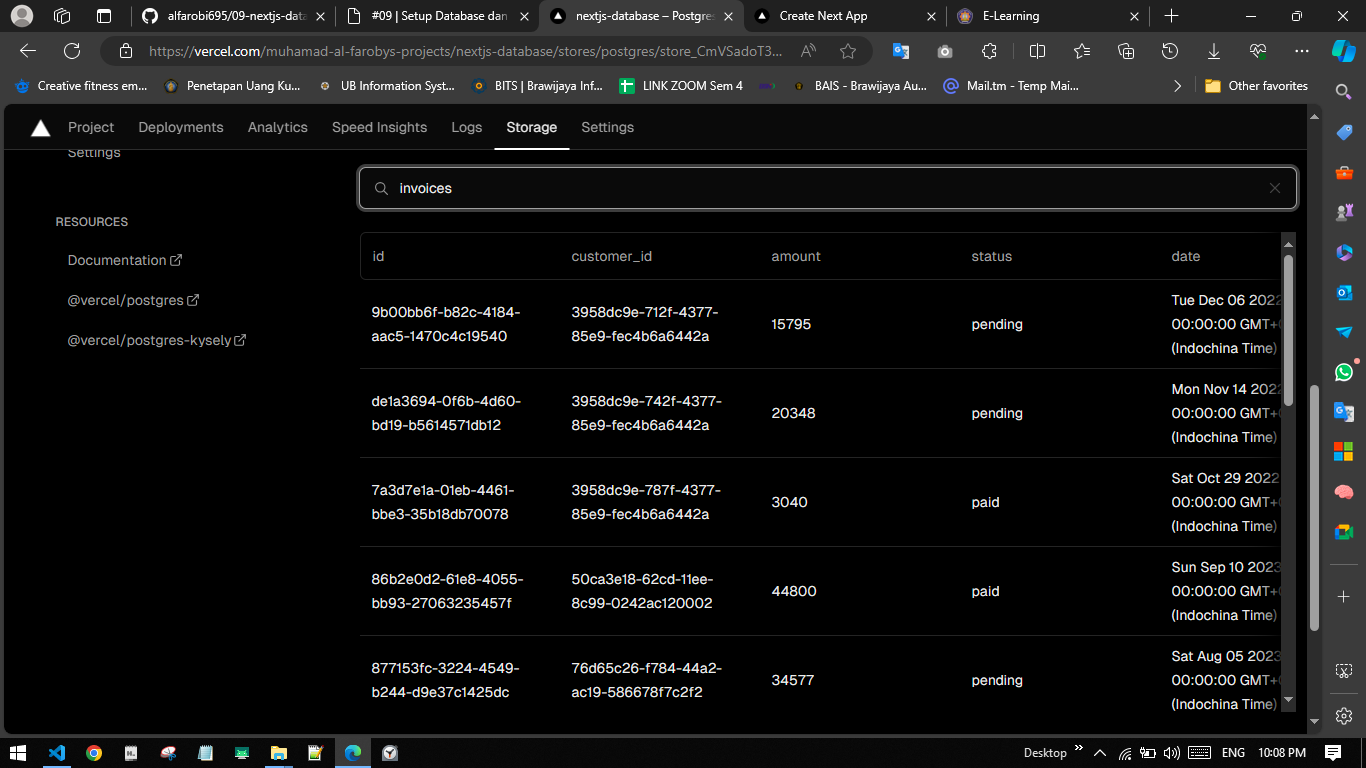 alfarobi695/09-nextjs-data
#09 | Setup Database dan
nextjs-database – Postgres
Create Next App
E-Learning
https://vercel.com/muhamad-al-farobys-projects/nextjs-database/stores/postgres/store_CmVSadoT3...
Creative fitness em...
Penetapan Uang Ku...
UB Information Syst...
BITS | Brawijaya Inf...
LINK ZOOM Sem 4
BAIS - Brawijaya Au...
Mail.tm - Temp Mai...
Other favorites
Project
Deployments
Analytics
Speed Insights
Logs
Storage
Settings
Settings
RESOURCES
Documentation
@vercel/postgres
@vercel/postgres-kysely
invoices
id customer_id amount status date
9b00bb6f-b82c-4184-
aac5-1470c4c19540
3958dc9e-712f-4377-
85e9-fec4b6a6442a
15795
pending
Tue Dec 06 2022
00:00:00 GMT+
(Indochina Time)
de1a3694-0f6b-4d60-
bd19-b5614571db12
3958dc9e-742f-4377-
85e9-fec4b6a6442a
20348
pending
Mon Nov 14 2022
00:00:00 GMT+
(Indochina Time)
7a3d7e1a-01eb-4461-
bbe3-35b18db70078
3958dc9e-787f-4377-
85e9-fec4b6a6442a
3040
paid
Sat Oct 29 2022
00:00:00 GMT+
(Indochina Time)
86b2e0d2-61e8-4055-
bb93-27063235457f
50ca3e18-62cd-11ee-
8c99-0242ac120002
44800
paid
Sun Sep 10 2023
00:00:00 GMT+
(Indochina Time)
877153fc-3224-4549-
b244-d9e37c1425dc
76d65c26-f784-44a2-
ac19-586678f7c2f2
34577
pending
Sat Aug 05 2023
00:00:00 GMT+
(Indochina Time)
Desktop
ENG
10:08 PM